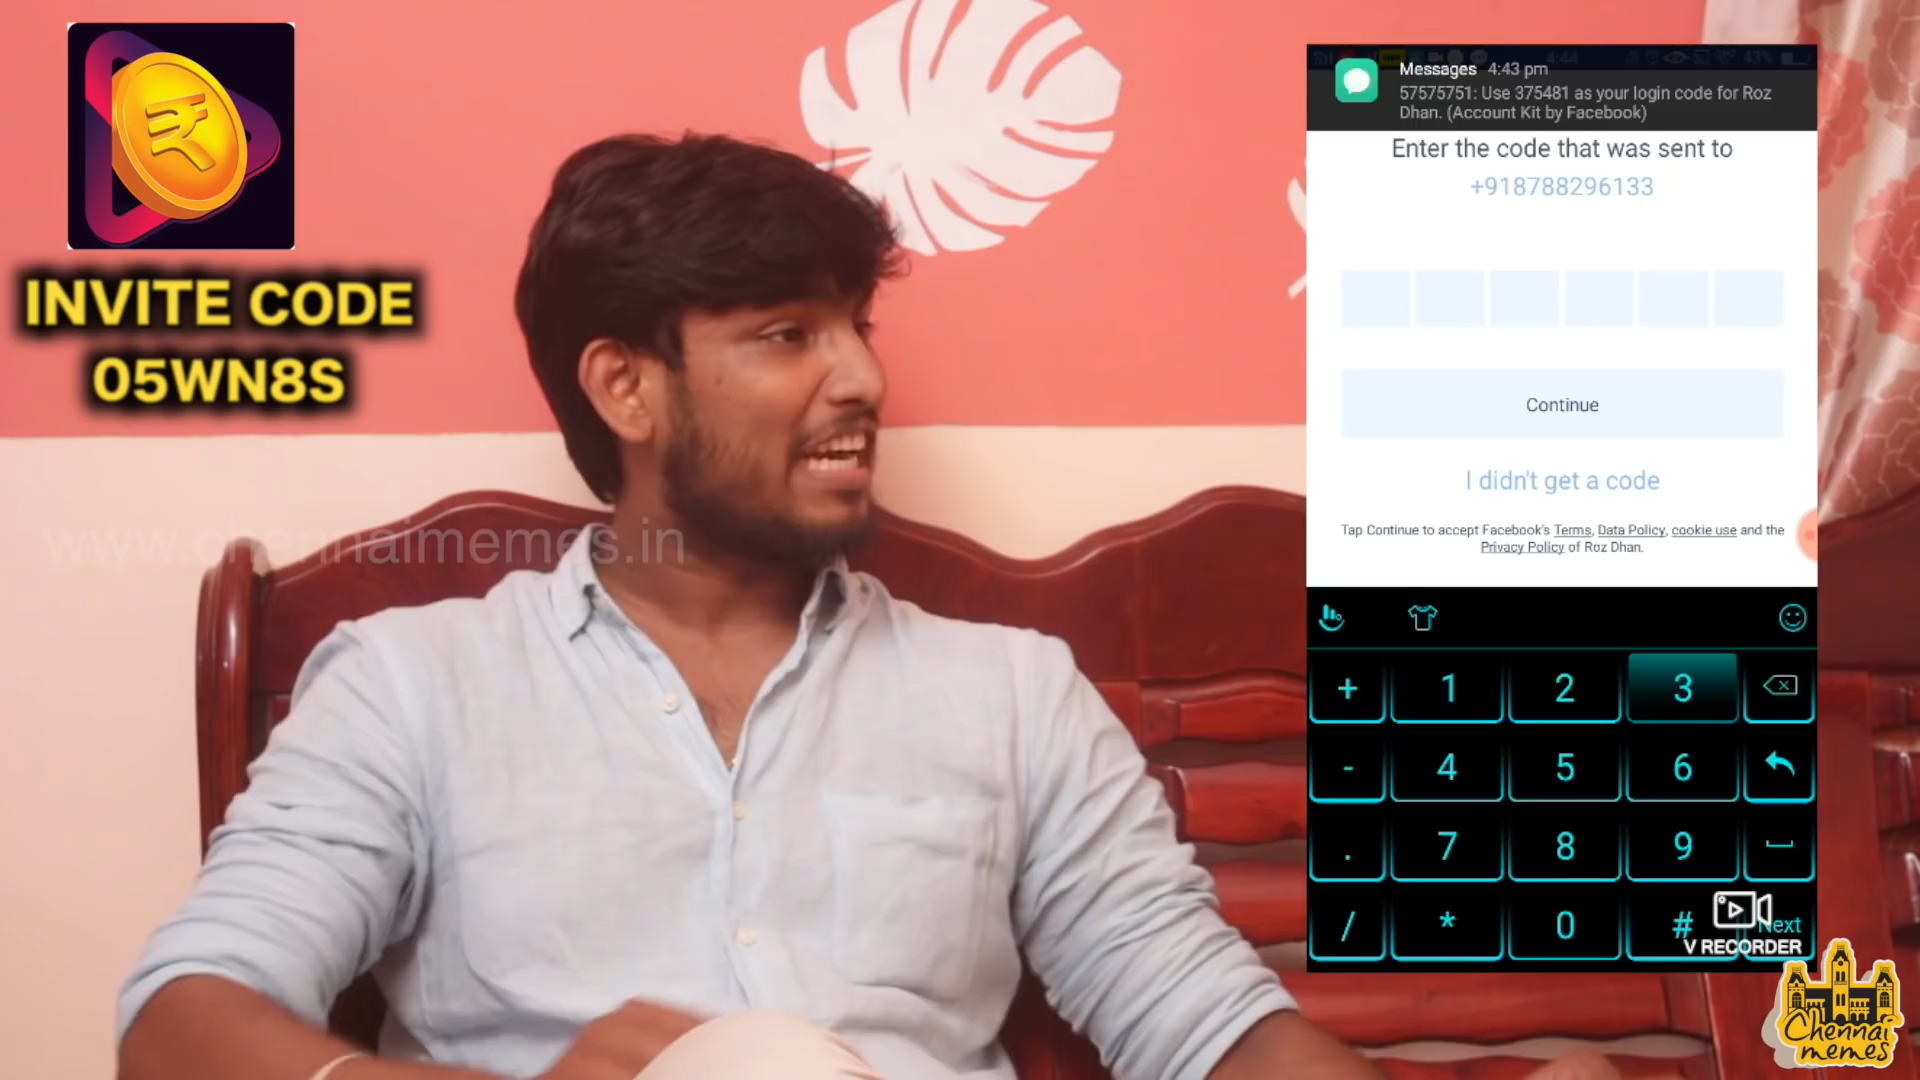 INVITE CODE
05WN8S
www.chennaimemes.in
4:44
43%
Messages 4:43 pm
57575751: Use 375481 as your login code for Roz
Dhan. (Account Kit by Facebook)
Enter the code that was sent to
+918788296133
Continue
I didn't get a code
Tap Continue to accept Facebook's Terms, Data Policy, cookie use and the
Privacy Policy of Roz Dhan.
+ 1 2 3
- 4 5 6
. 7 8 9
/ * 0 # Next
V RECORDER
Chennai
memes